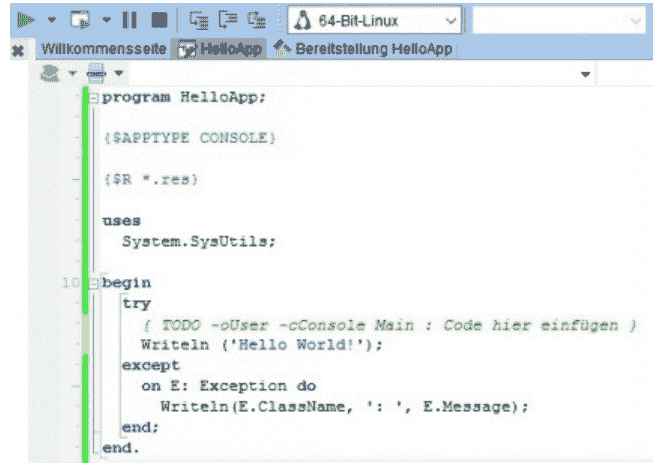 64-Bit-Linux
Willkommensseite HelloApp Bereitstellung HelloApp
program HelloApp;
{$APPTYPE CONSOLE}
{$R *.res}
uses
System.SysUtils;
10 begin
try
{ TODO -oUser -cConsole Main : Code hier einfügen }
Writeln ('Hello World!');
except
on E: Exception do
Writeln(E.ClassName, ': ', E.Message);
end;
end.